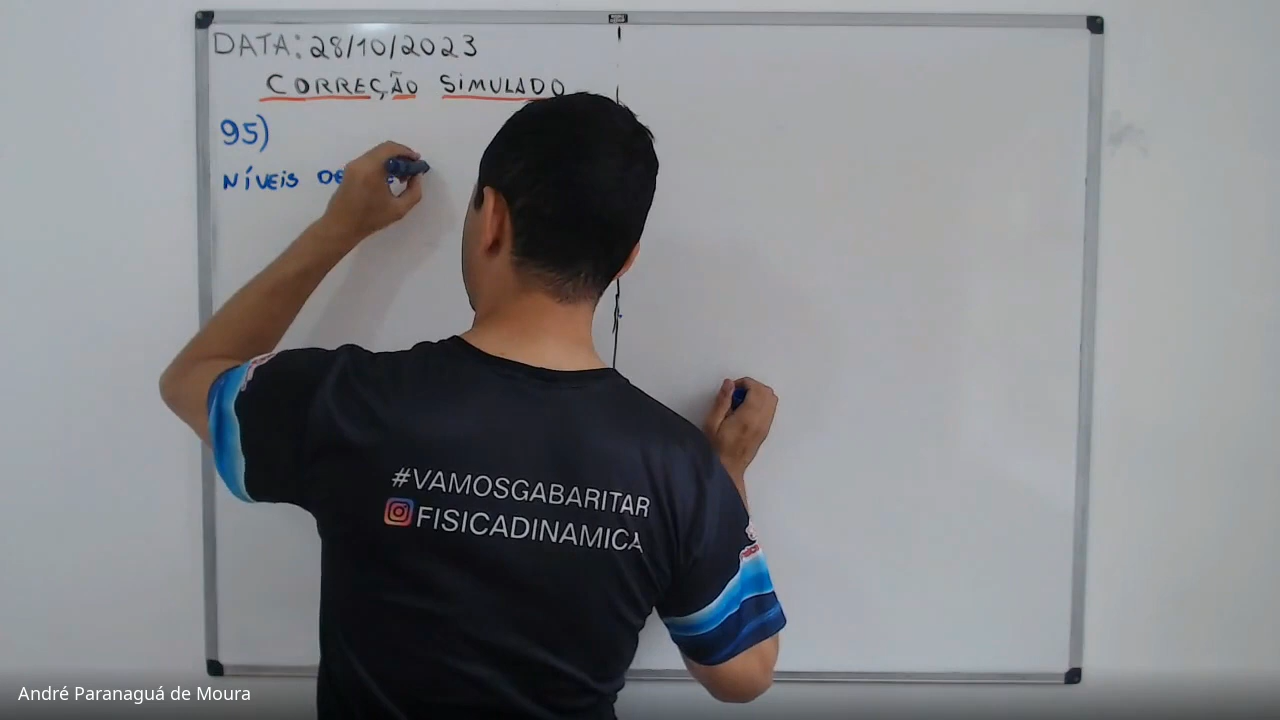 DATA: 28/10/2023
CORREÇÃO SIMULADO
95)
NÍVEIS DE
#VAMOSGABARITAR
FISICADINAMICA
André Paranaguá de Moura